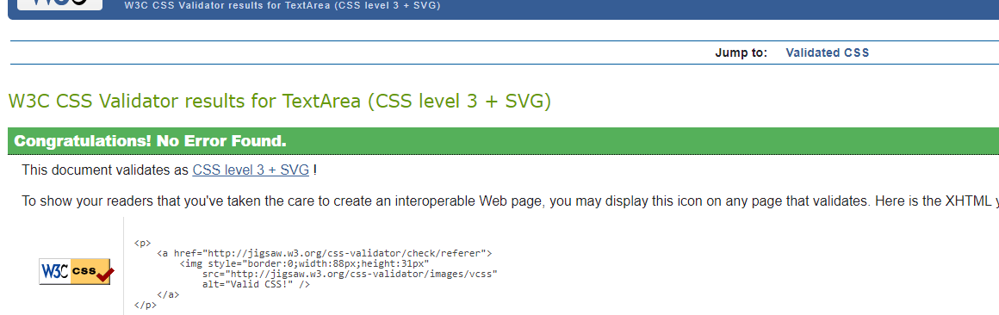 W3C CSS Validator results for TextArea (CSS level 3 + SVG)
Jump to: Validated CSS
W3C CSS Validator results for TextArea (CSS level 3 + SVG)
Congratulations! No Error Found.
This document validates as CSS level 3 + SVG !
To show your readers that you've taken the care to create an interoperable Web page, you may display this icon on any page that validates. Here is the XHTML
W3C css
<p>
<a href="http://jigsaw.w3.org/css-validator/check/referer">
<img style="border:0;width:88px;height:31px"
src="http://jigsaw.w3.org/css-validator/images/vcss"
alt="Valid CSS!" />
</a>
</p>